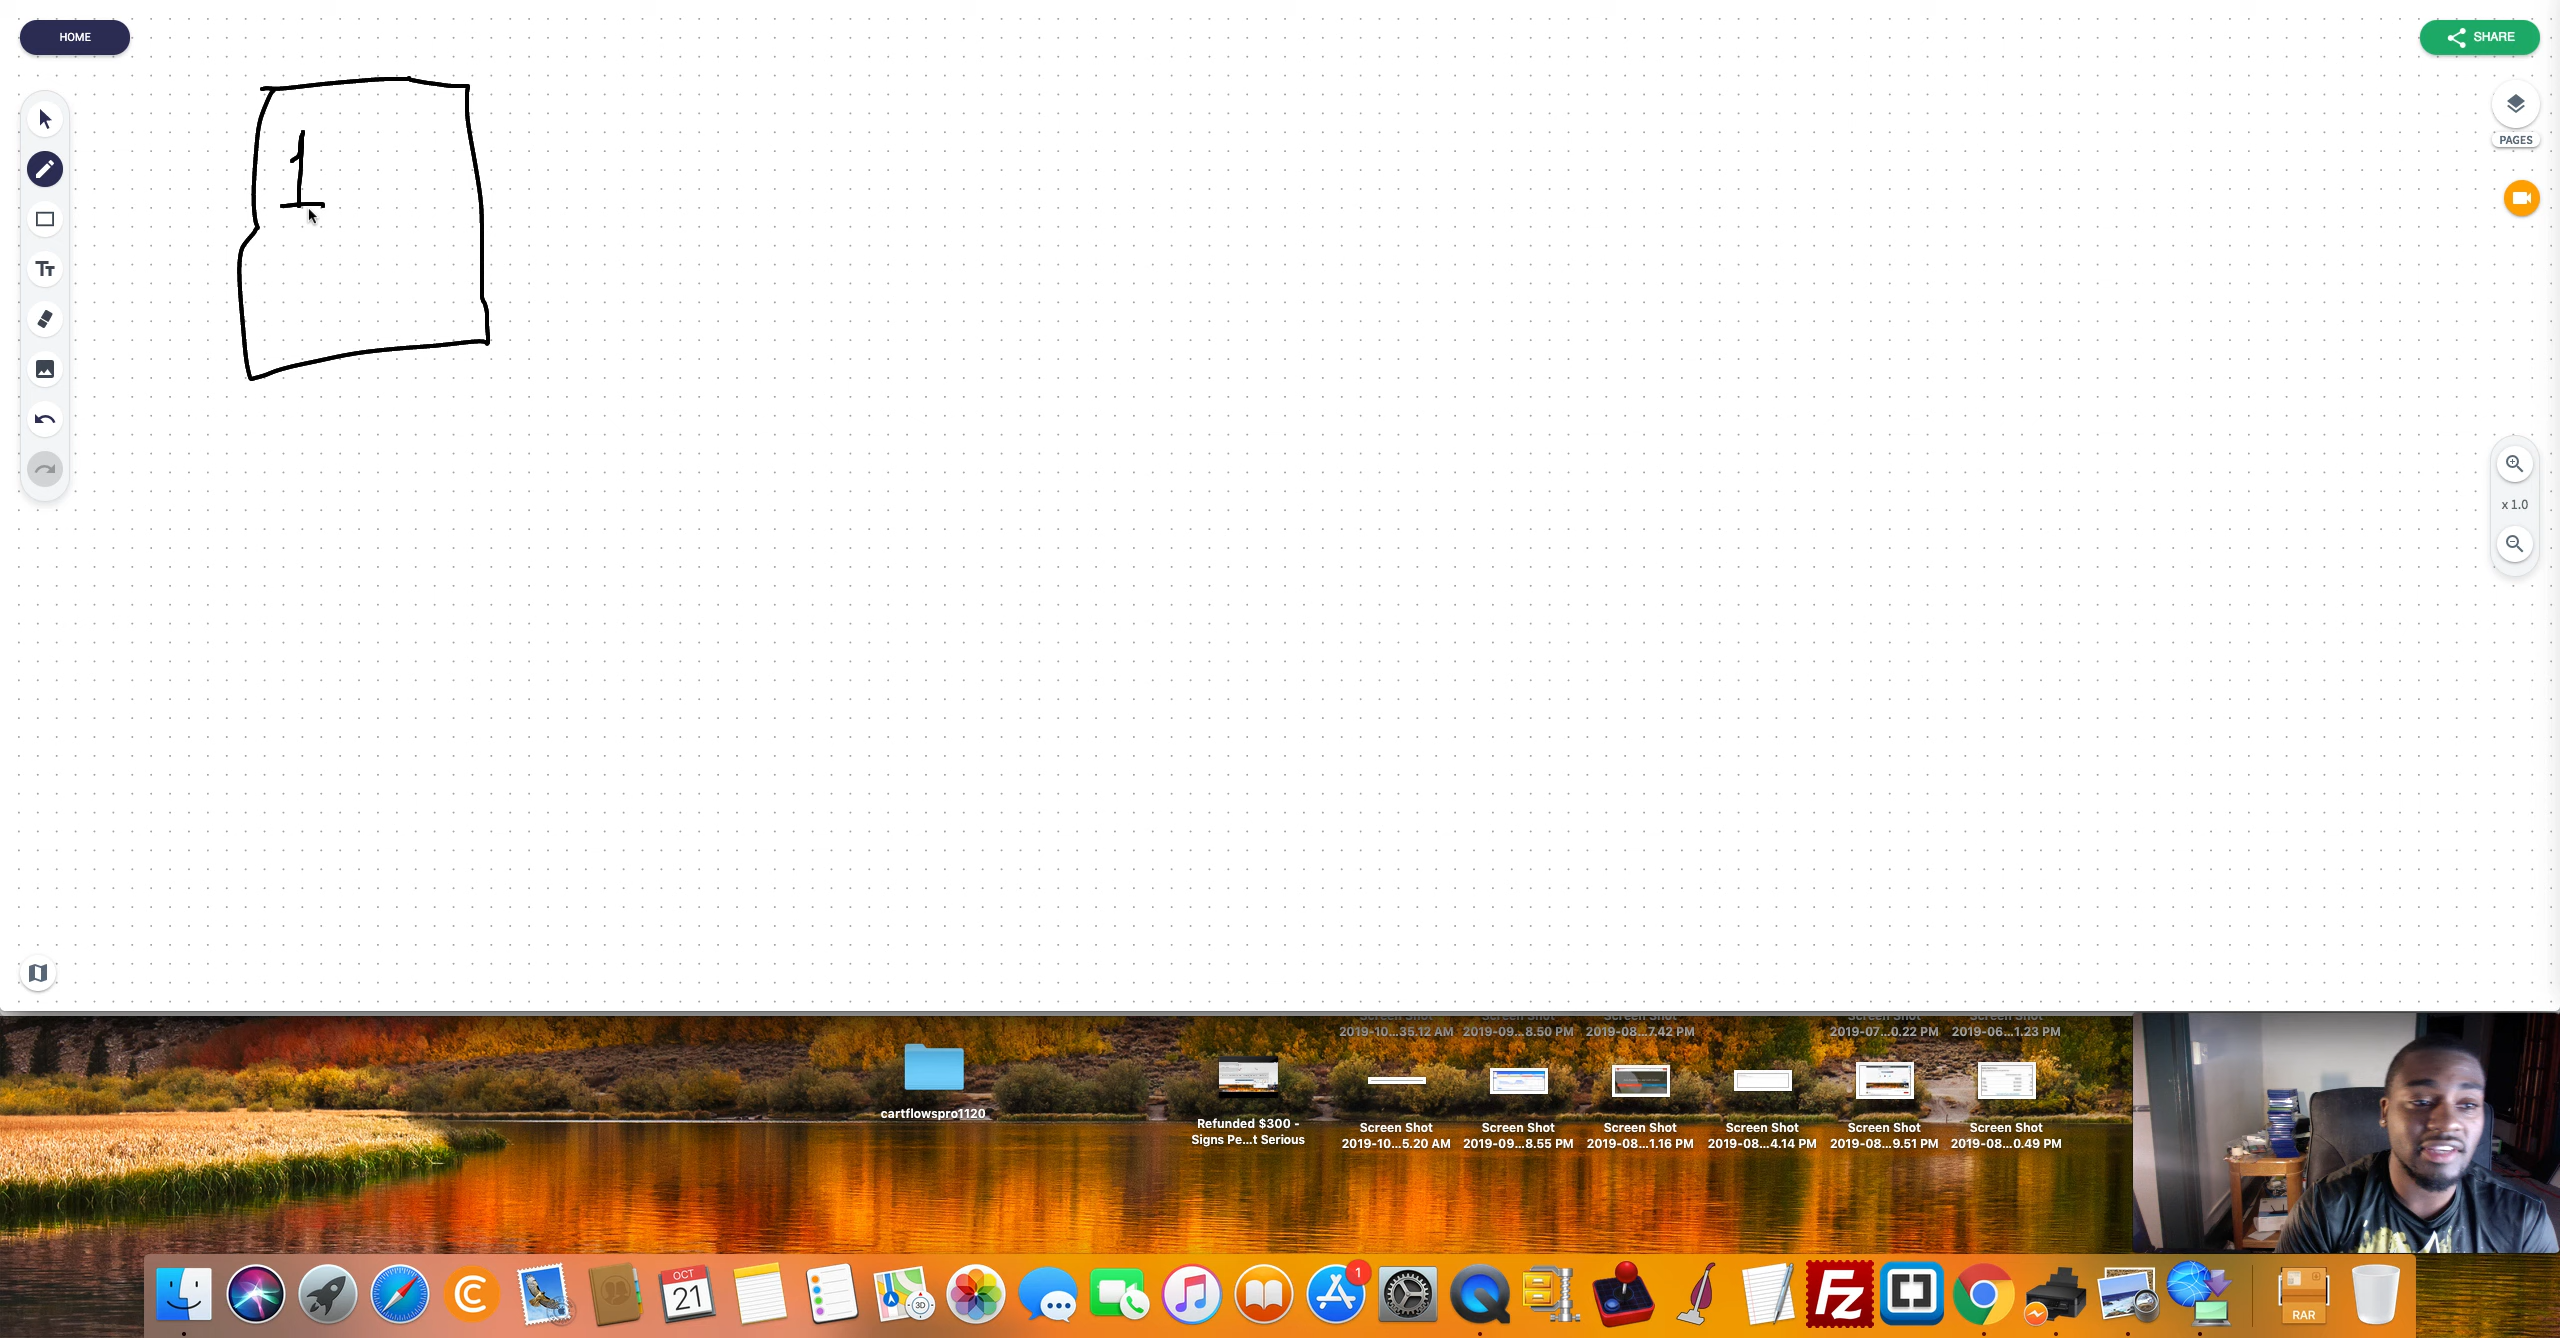 HOME
SHARE
1
PAGES
x 1.0
2019-10...35.12 AM
2019-09...8.50 PM
2019-08...7.42 PM
2019-07...0.22 PM
2019-06...1.23 PM
cartflowspro1120
Refunded $300 -
Signs Pe...t Serious
Screen Shot
2019-10...5.20 AM
Screen Shot
2019-09...8.55 PM
Screen Shot
2019-08...1.16 PM
Screen Shot
2019-08...4.14 PM
Screen Shot
2019-08...9.51 PM
Screen Shot
2019-08...0.49 PM
OCT
21
3D
1
Fz
RAR